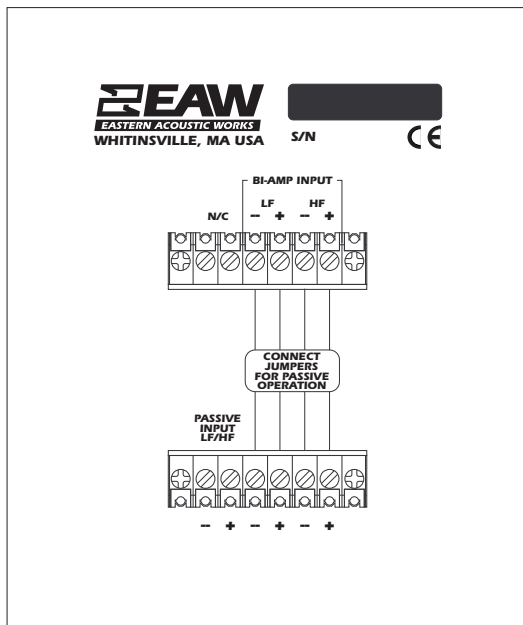 EAW
EASTERN ACOUSTIC WORKS
WHITINSVILLE, MA USA
S/N
CE
BI-AMP INPUT
LF HF
N/C -- + -- +
CONNECT
JUMPERS
FOR PASSIVE
OPERATION
PASSIVE
INPUT
LF/HF
-- + -- + -- +